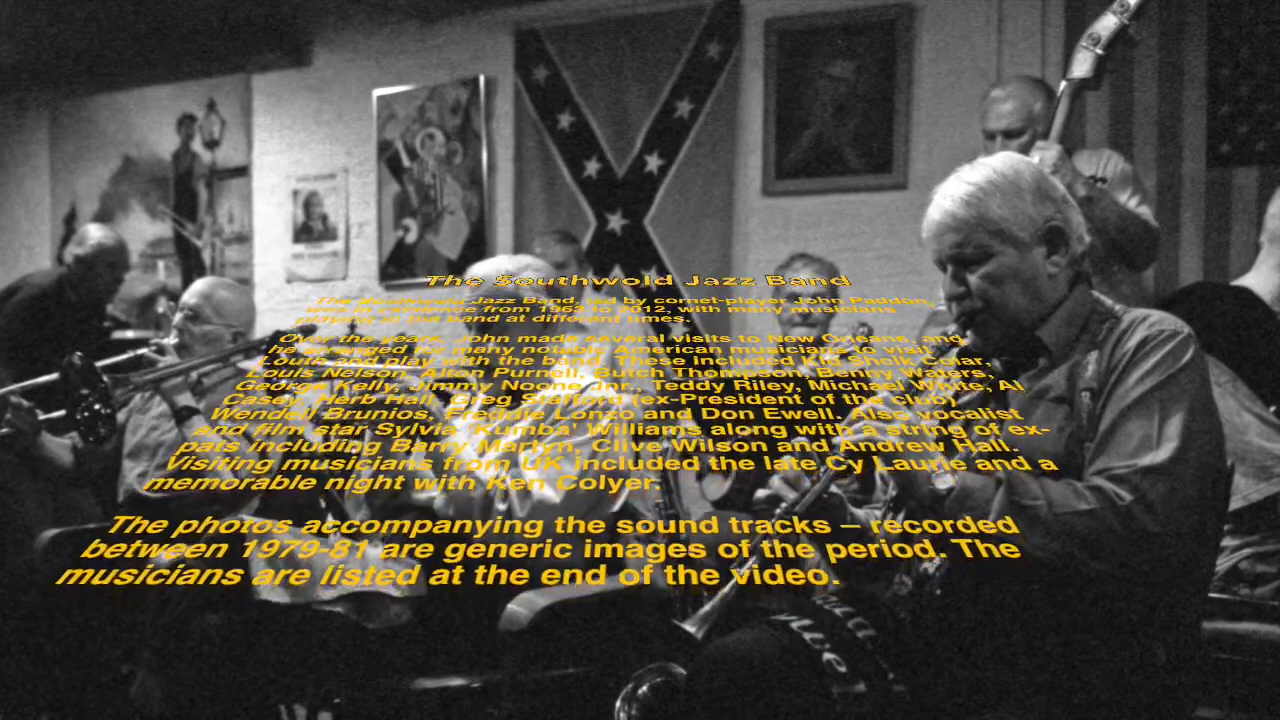 The Southwold Jazz Band
The Southwold Jazz Band, led by cornet-player John Paddon,
was in existence from 1963 to 2012, with many musicians
playing in the band at different times.
Over the years, John made several visits to New Orleans, and
he arranged for many notably American musicians to visit
and play with the band. These included Kid Sheik Colar,
Louis Nelson, Alton Purnell, Butch Thompson, Benny Waters,
George Kelly, Jimmy Noone Jnr., Teddy Riley, Michael White, Al
Casey, Herb Hall, Greg Stafford (ex-President of the club)
Wendell Brunios, Freddie Lonzo and Don Ewell. Also vocalist
and film star Sylvia 'Kumba' Williams along with a string of ex-
pats including Barry Martyn, Clive Wilson and Andrew Hall.
Visiting musicians from UK included the late Cy Laurie and a
memorable night with Ken Colyer.
The photos accompanying the sound tracks – recorded
between 1979-81 are generic images of the period. The
musicians are listed at the end of the video.